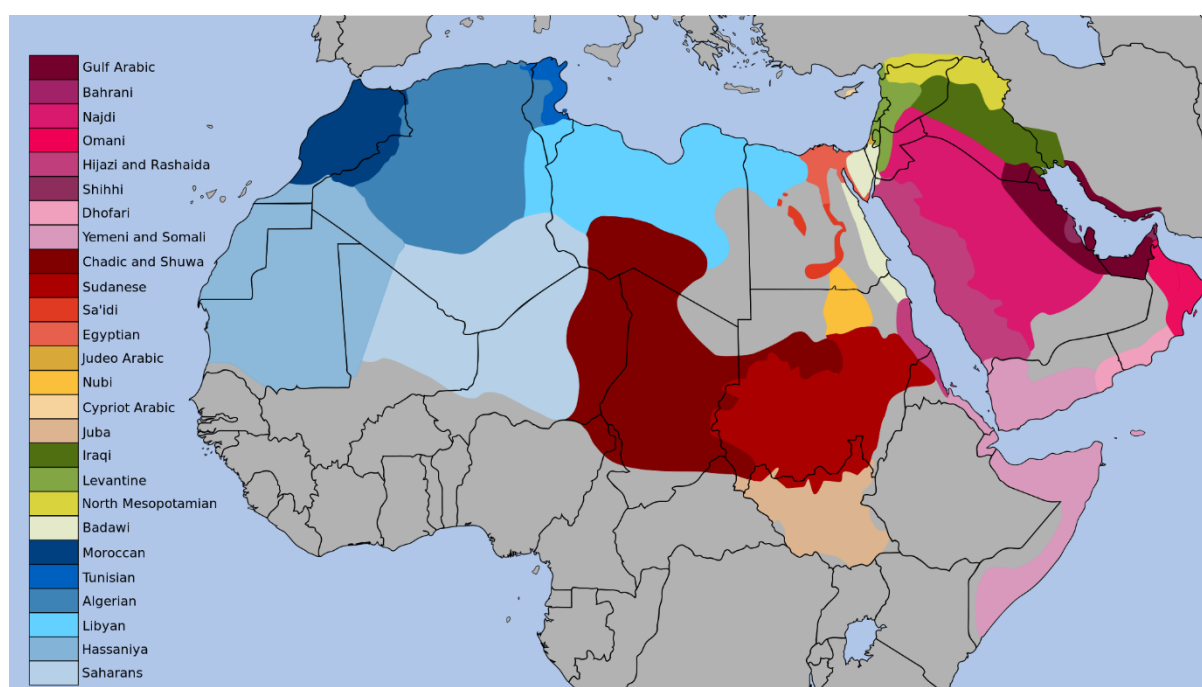 Gulf Arabic
Bahrani
Najdi
Omani
Hijazi and Rashaida
Shihhi
Dhofari
Yemeni and Somali
Chadic and Shuwa
Sudanese
Sa'idi
Egyptian
Judeo Arabic
Nubi
Cypriot Arabic
Juba
Iraqi
Levantine
North Mesopotamian
Badawi
Moroccan
Tunisian
Algerian
Libyan
Hassaniya
Saharans